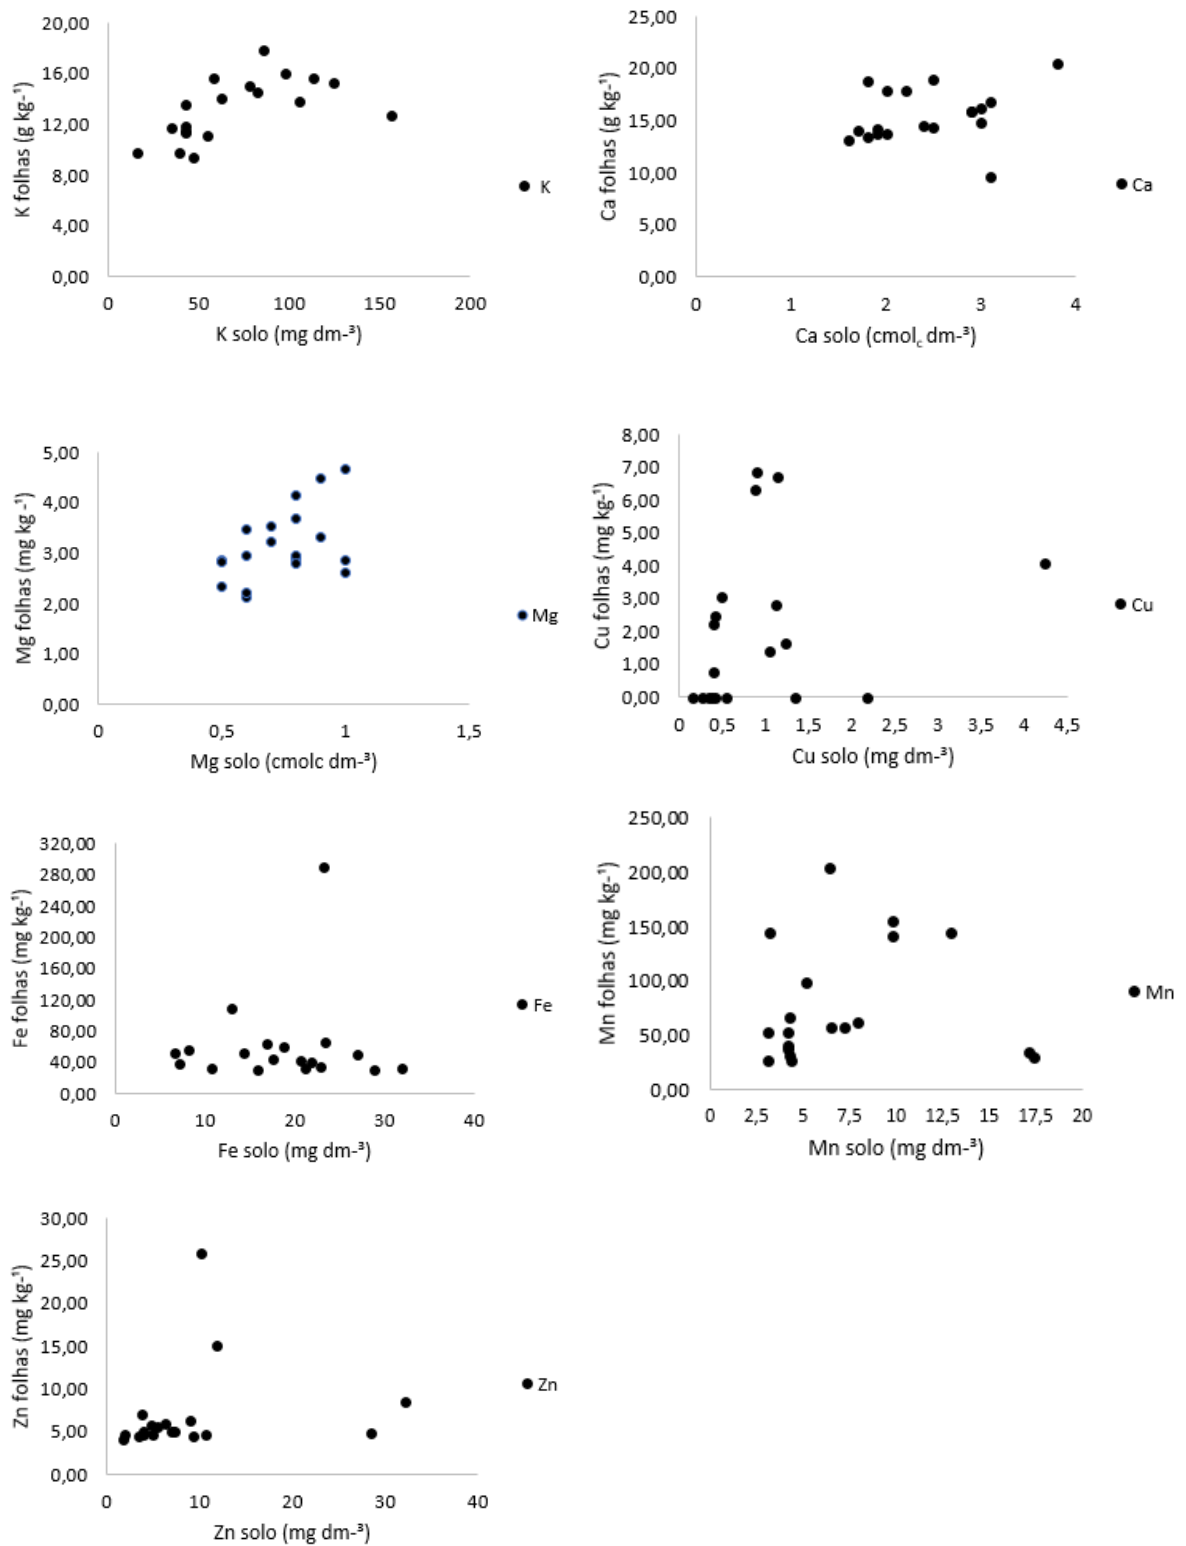 20,00
16,00
12,00
8,00
4,00
0,00
K folhas (g kg-¹)
0 50 100 150 200
K solo (mg dm-³)
K
25,00
20,00
15,00
10,00
5,00
0,00
Ca folhas (g kg-¹)
0 1 2 3 4
Ca solo (cmolc dm-³)
Ca
5,00
4,00
3,00
2,00
1,00
0,00
Mg folhas (mg kg -¹)
0 0,5 1 1,5
Mg solo (cmolc dm-³)
Mg
8,00
7,00
6,00
5,00
4,00
3,00
2,00
1,00
0,00
Cu folhas (mg kg-¹)
0 0,5 1 1,5 2 2,5 3 3,5 4 4,5
Cu solo (mg dm-³)
Cu
320,00
280,00
240,00
200,00
160,00
120,00
80,00
40,00
0,00
Fe folhas (mg kg-¹)
0 10 20 30 40
Fe solo (mg dm-³)
Fe
250,00
200,00
150,00
100,00
50,00
0,00
Mn folhas (mg kg-¹)
0 2,5 5 7,5 10 12,5 15 17,5 20
Mn solo (mg dm-³)
Mn
30,00
25,00
20,00
15,00
10,00
5,00
0,00
Zn folhas (mg kg-¹)
0 10 20 30 40
Zn solo (mg dm-³)
Zn